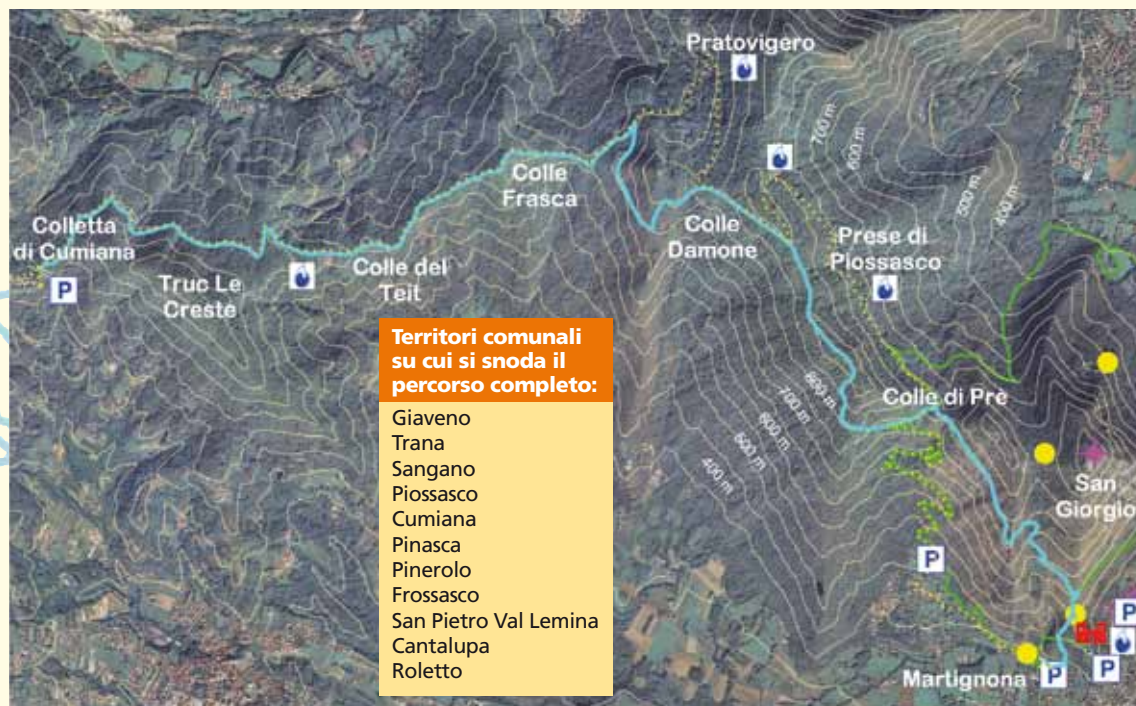 Pratovigero
700 m
600 m
500 m
400 m
Colle
Frasca
Colletta
di Cumiana
P
Truc Le
Creste
Colle del
Teit
Colle
Damone
Prese di
Piossasco
Territori comunali
su cui si snoda il
percorso completo:
Giaveno
Trana
Sangano
Piossasco
Cumiana
Pinasca
Pinerolo
Frossasco
San Pietro Val Lemina
Cantalupa
Roletto
800 m
700 m
600 m
500 m
400 m
Colle di Prè
San
Giorgio
P
P
P
P
Martignona